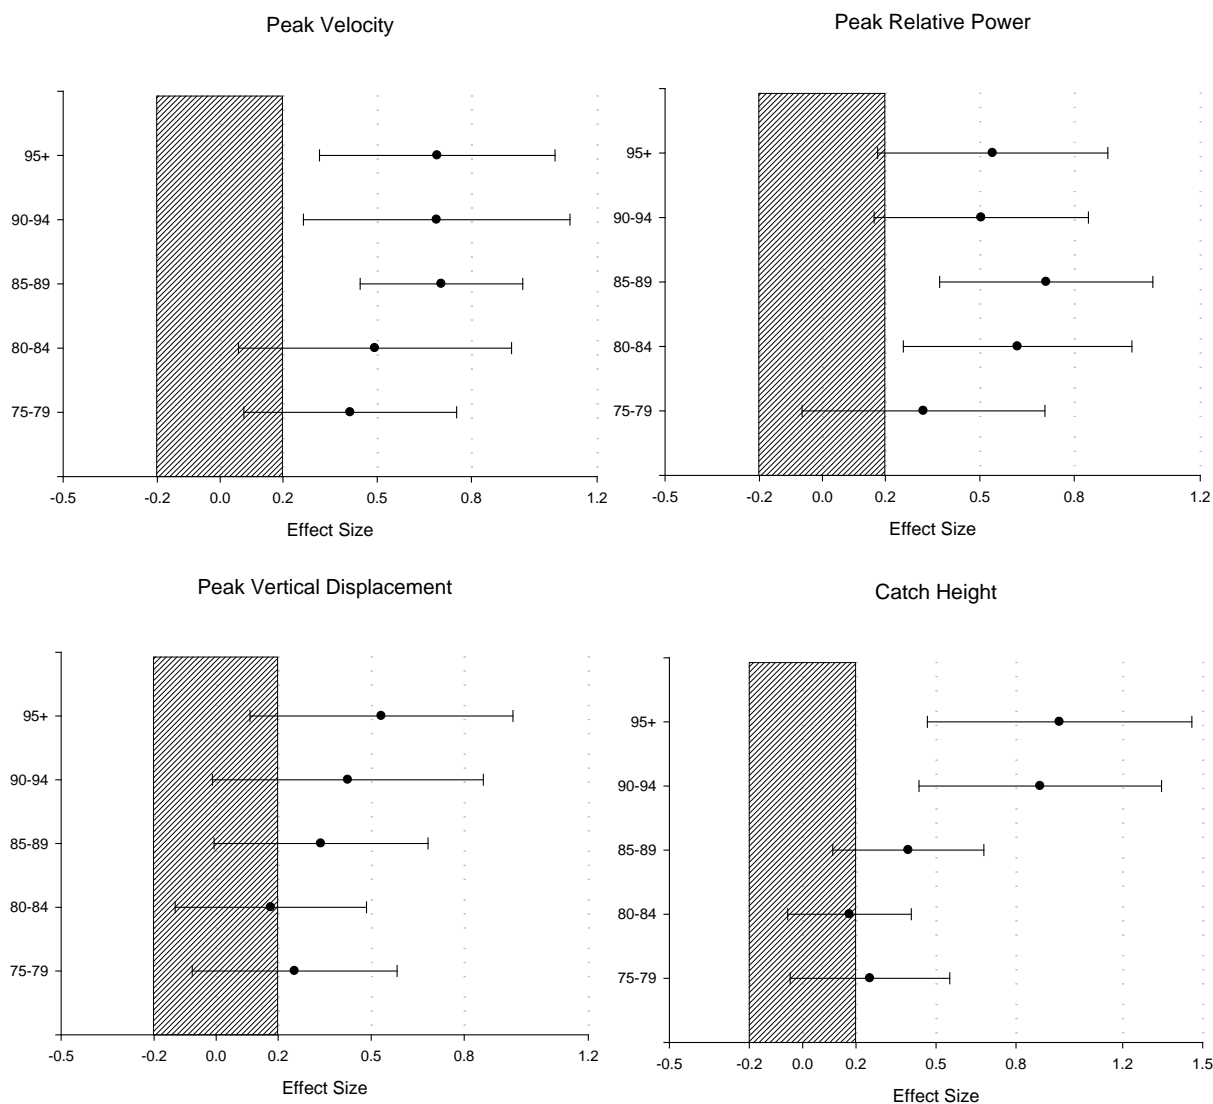 Peak Velocity
95+
90-94
85-89
80-84
75-79
-0.5 -0.2 0.0 0.2 0.5 0.8 1.2
Effect Size
Peak Relative Power
95+
90-94
85-89
80-84
75-79
-0.5 -0.2 0.0 0.2 0.5 0.8 1.2
Effect Size
Peak Vertical Displacement
95+
90-94
85-89
80-84
75-79
-0.5 -0.2 0.0 0.2 0.5 0.8 1.2
Effect Size
Catch Height
95+
90-94
85-89
80-84
75-79
-0.5 -0.2 0.0 0.2 0.5 0.8 1.2 1.5
Effect Size